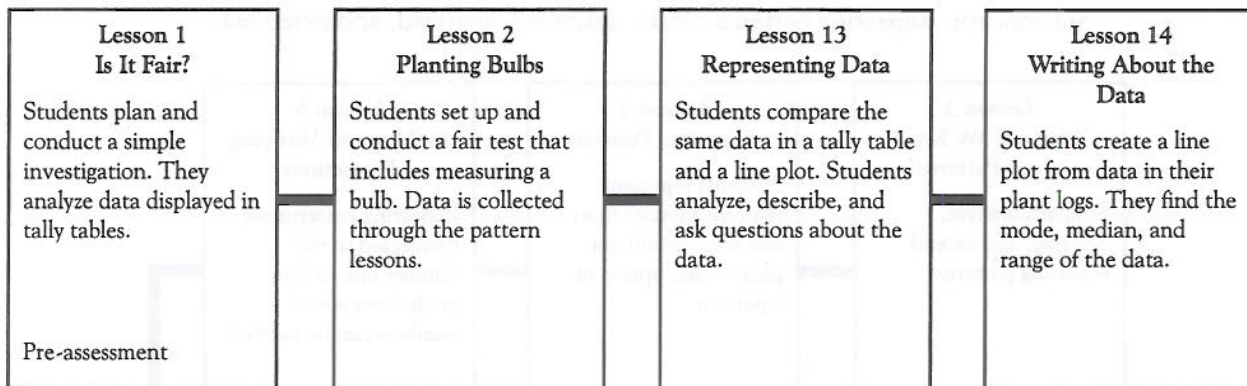 Lesson 1
Is It Fair?
Students plan and
conduct a simple
investigation. They
analyze data displayed in
tally tables.
Pre-assessment
Lesson 2
Planting Bulbs
Students set up and
conduct a fair test that
includes measuring a
bulb. Data is collected
through the pattern
lessons.
Lesson 13
Representing Data
Students compare the
same data in a tally table
and a line plot. Students
analyze, describe, and
ask questions about the
data.
Lesson 14
Writing About the
Data
Students create a line
plot from data in their
plant logs. They find the
mode, median, and
range of the data.